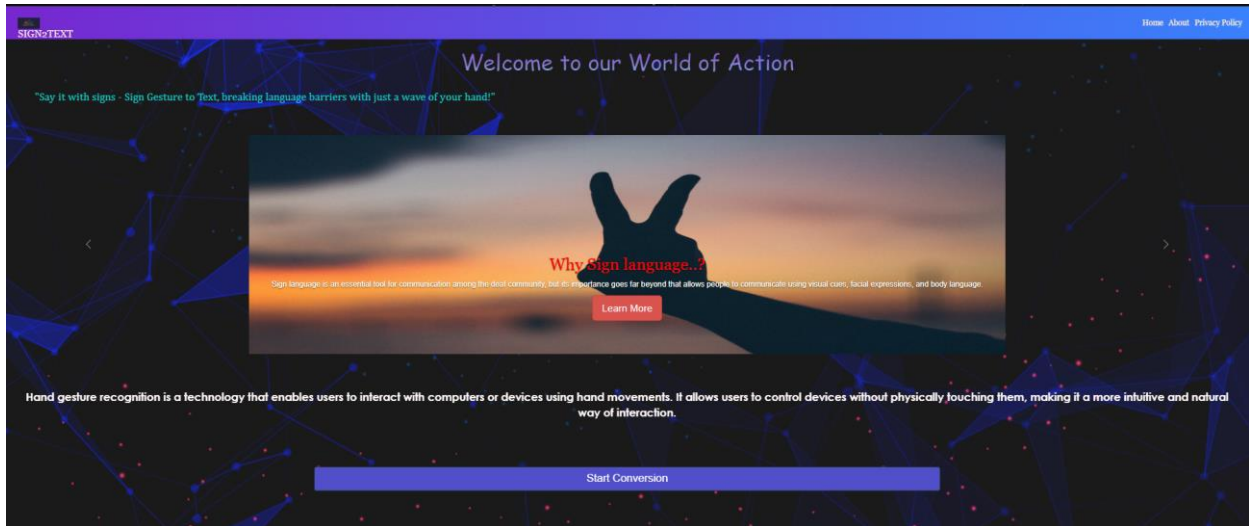 SIGN2TEXT
Home About Privacy Policy
Welcome to our World of Action
"Say it with signs - Sign Gesture to Text, breaking language barriers with just a wave of your hand!"
Why Sign language..?
Sign language is an essential tool for communication among the deaf community, but its importance goes far beyond that allows people to communicate using visual cues, facial expressions, and body language.
Learn More
Hand gesture recognition is a technology that enables users to interact with computers or devices using hand movements. It allows users to control devices without physically touching them, making it a more intuitive and natural
way of interaction.
Start Conversion